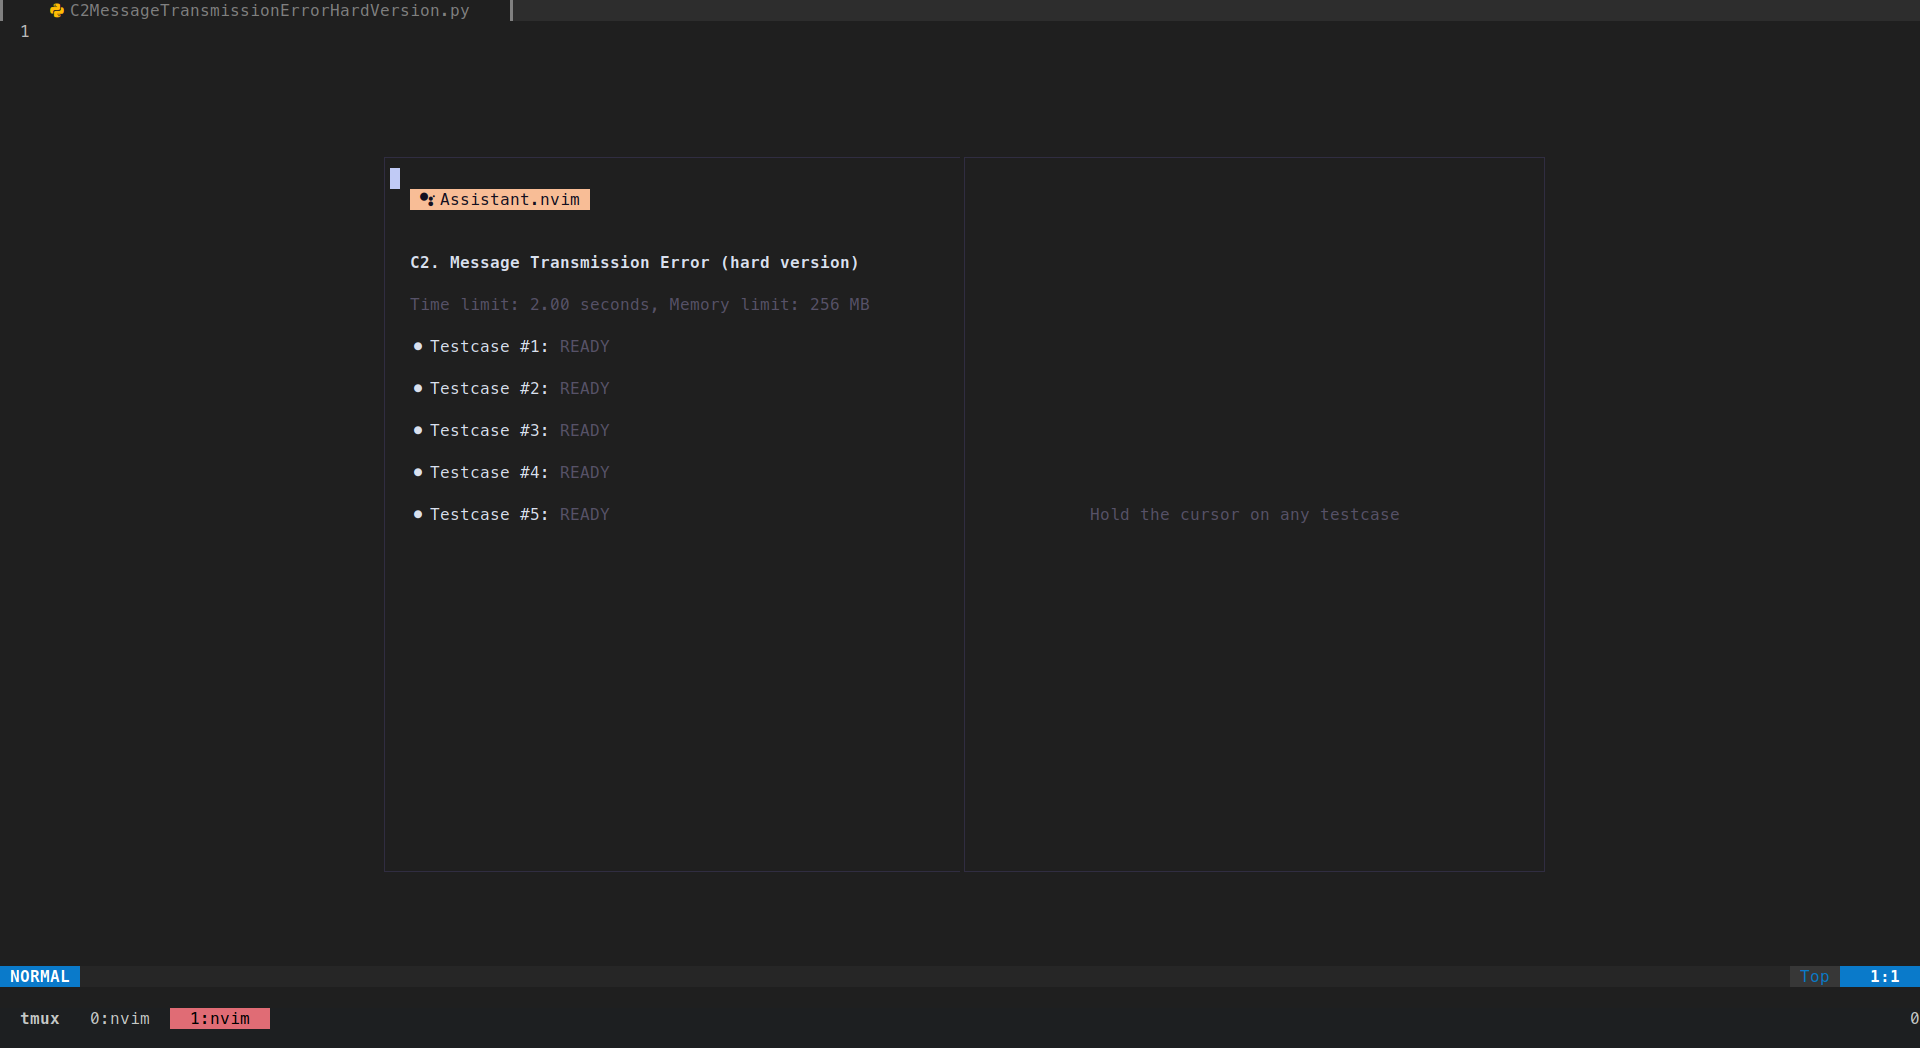 C2MessageTransmissionErrorHardVersion.py
1
Assistant.nvim
C2. Message Transmission Error (hard version)
Time limit: 2.00 seconds, Memory limit: 256 MB
Testcase #1: READY
Testcase #2: READY
Testcase #3: READY
Testcase #4: READY
Testcase #5: READY
Hold the cursor on any testcase
NORMAL Top 1:1
tmux 0:nvim 1:nvim 0